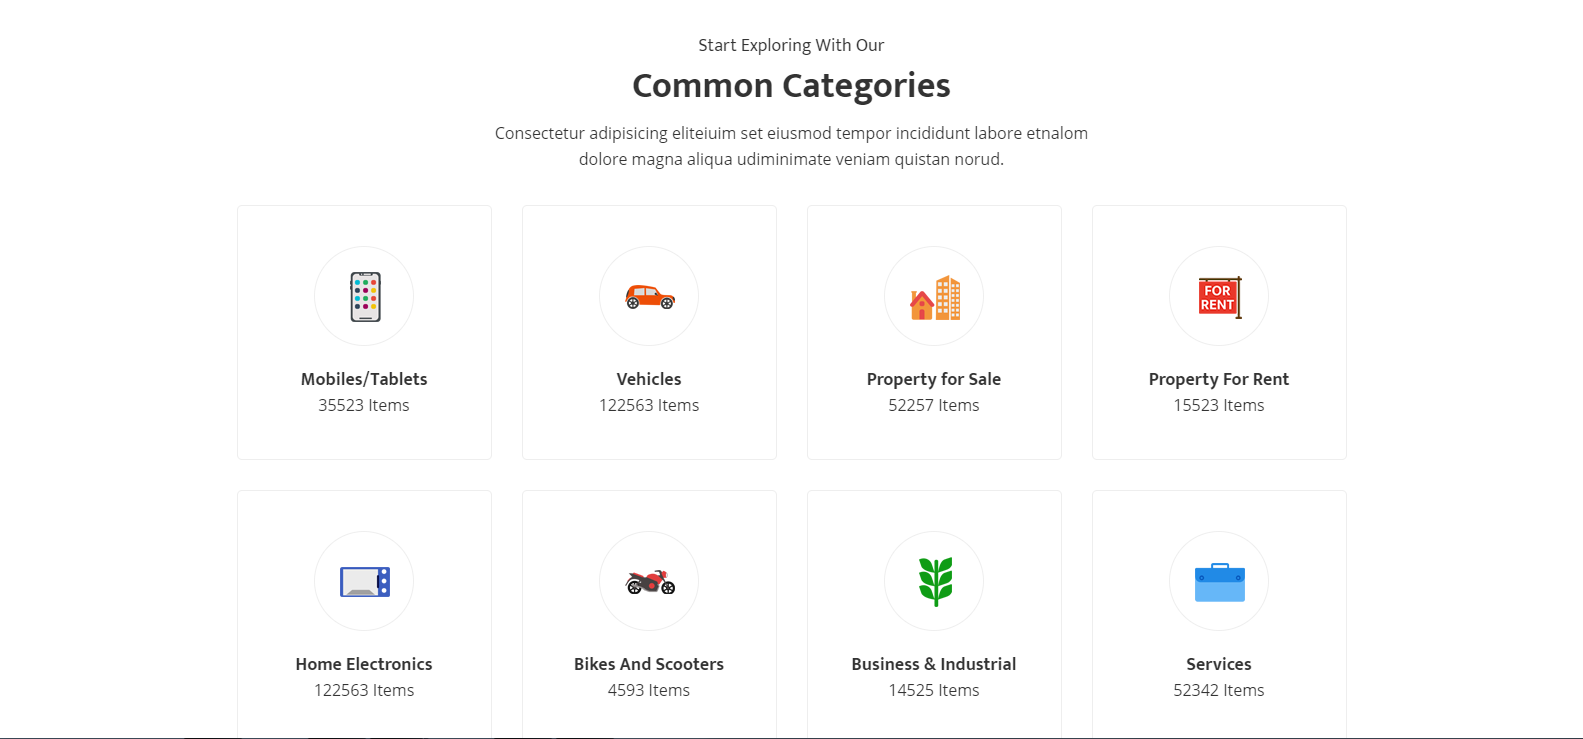 Start Exploring With Our
Common Categories
Consectetur adipisicing eliteiuim set eiusmod tempor incididunt labore etnalom
dolore magna aliqua udiminimate veniam quistan norud.
Mobiles/Tablets
35523 Items
Vehicles
122563 Items
Property for Sale
52257 Items
FOR
RENT
Property For Rent
15523 Items
Home Electronics
122563 Items
Bikes And Scooters
4593 Items
Business & Industrial
14525 Items
Services
52342 Items